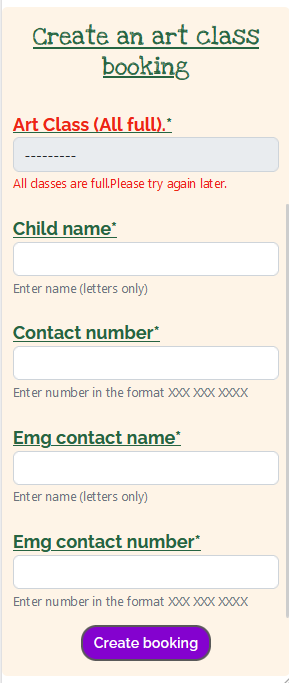 Create an art class
booking
Art Class (All full).*
---------
All classes are full.Please try again later.
Child name*
Enter name (letters only)
Contact number*
Enter number in the format XXX XXX XXXX
Emg contact name*
Enter name (letters only)
Emg contact number*
Enter number in the format XXX XXX XXXX
Create booking